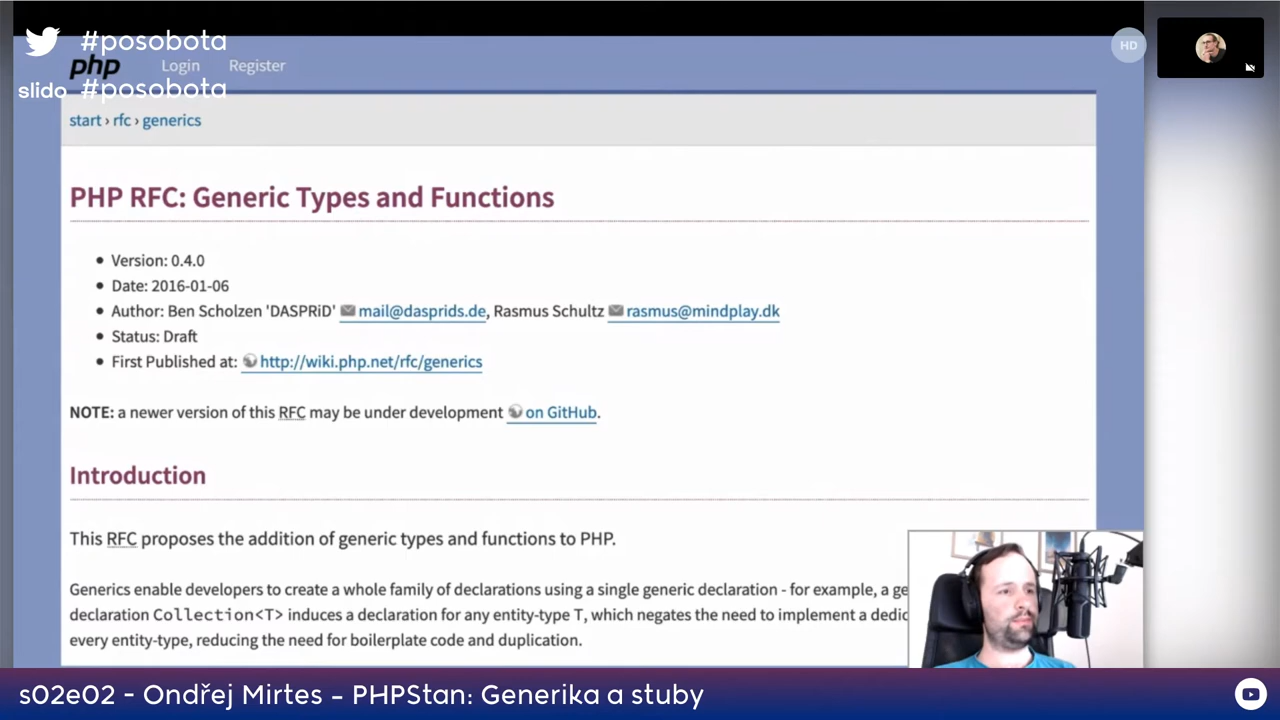 #posobota
php Login Register
slido #posobota
HD
start › rfc › generics
PHP RFC: Generic Types and Functions
• Version: 0.4.0
• Date: 2016-01-06
• Author: Ben Scholzen 'DASPRiD' mail@dasprids.de, Rasmus Schultz rasmus@mindplay.dk
• Status: Draft
• First Published at: http://wiki.php.net/rfc/generics
NOTE: a newer version of this RFC may be under development on GitHub.
Introduction
This RFC proposes the addition of generic types and functions to PHP.
Generics enable developers to create a whole family of declarations using a single generic declaration - for example, a
declaration Collection<T> induces a declaration for any entity-type T, which negates the need to implement a
every entity-type, reducing the need for boilerplate code and duplication.
s02e02 - Ondřej Mirtes - PHPStan: Generika a stuby